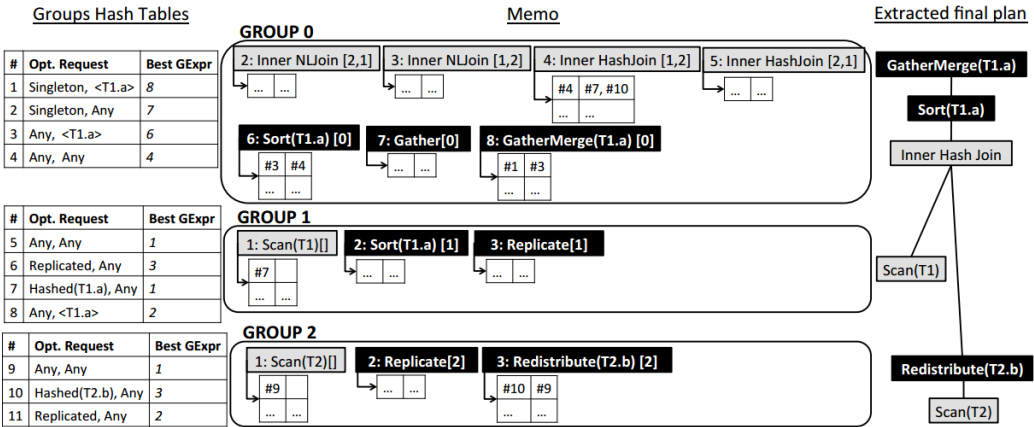 Groups Hash Tables
Memo
Extracted final plan
# Opt. Request Best GExpr
1 Singleton, <T1.a> 8
2 Singleton, Any 7
3 Any, <T1.a> 6
4 Any, Any 4
GROUP 0
2: Inner NLJoin [2,1] 3: Inner NLJoin [1,2] 4: Inner HashJoin [1,2] 5: Inner HashJoin [2,1]
... ... ... ... #4 #7, #10 ... ...
... ...
6: Sort(T1.a) [0] 7: Gather[0] 8: GatherMerge(T1.a) [0]
#3 #4 ... ... #1 #3
... ... ... ...
GatherMerge(T1.a)
Sort(T1.a)
Inner Hash Join
# Opt. Request Best GExpr
5 Any, Any 1
6 Replicated, Any 3
7 Hashed(T1.a), Any 1
8 Any, <T1.a> 2
GROUP 1
1: Scan(T1)[] 2: Sort(T1.a) [1] 3: Replicate[1]
#7 ... ... ... ...
... ...
Scan(T1)
# Opt. Request Best GExpr
9 Any, Any 1
10 Hashed(T2.b), Any 3
11 Replicated, Any 2
GROUP 2
1: Scan(T2)[] 2: Replicate[2] 3: Redistribute(T2.b) [2]
#9 ... ... #10 #9
... ... ... ...
Redistribute(T2.b)
Scan(T2)